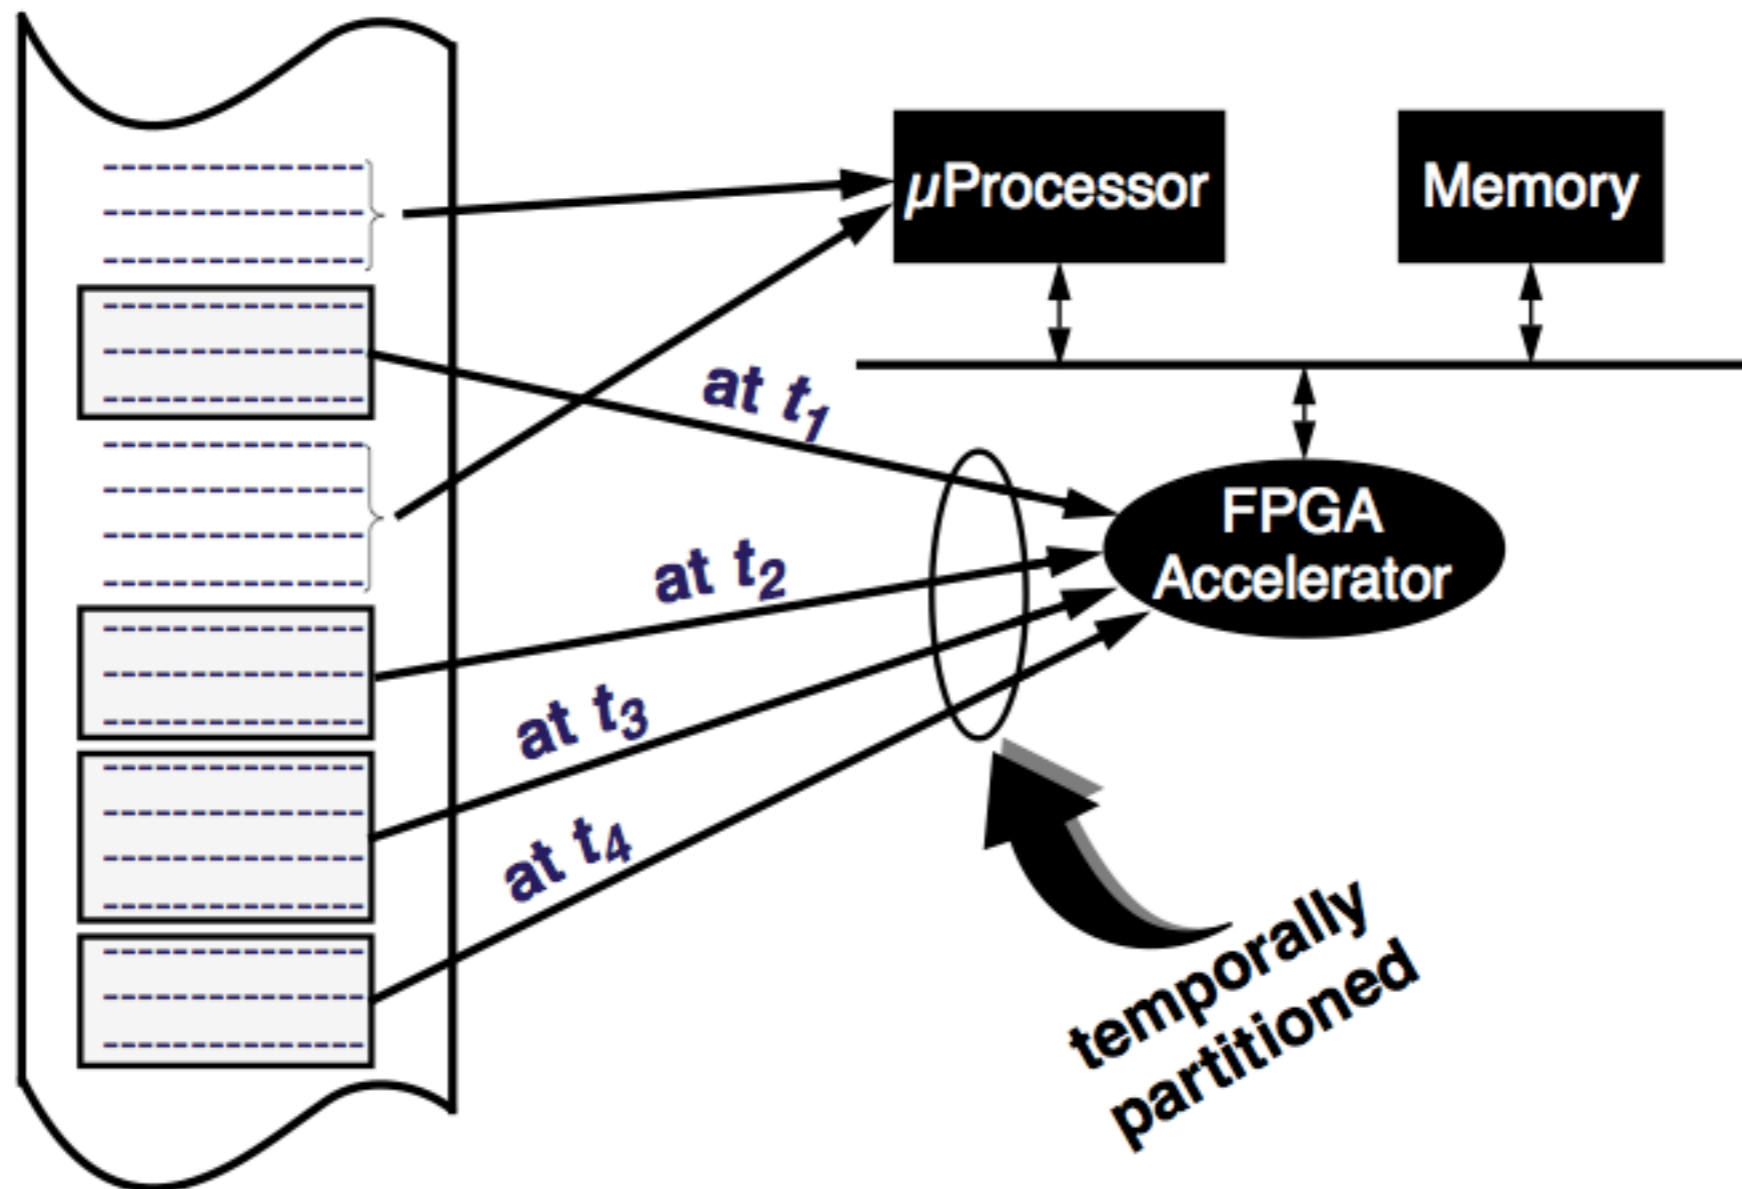 µProcessor
Memory
at t1
FPGA
Accelerator
at t2
at t3
at t4
temporally
partitioned